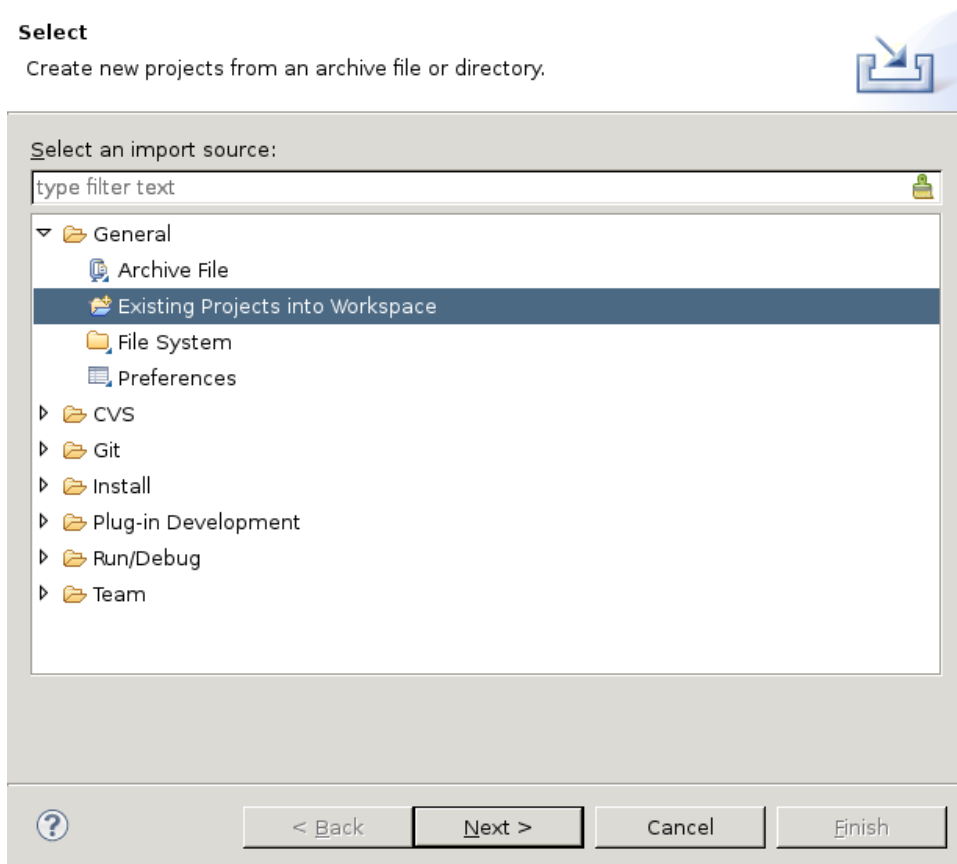 Select
Create new projects from an archive file or directory.
Select an import source:
type filter text
General
Archive File
Existing Projects into Workspace
File System
Preferences
CVS
Git
Install
Plug-in Development
Run/Debug
Team
? < Back Next > Cancel Finish